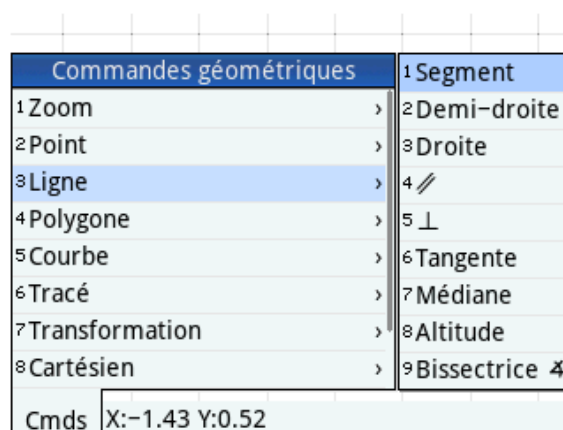 Commandes géométriques
1 Zoom ›
2 Point ›
3 Ligne ›
4 Polygone ›
5 Courbe ›
6 Tracé ›
7 Transformation ›
8 Cartésien ›
1 Segment
2 Demi-droite
3 Droite
4 ⫽
5 ⊥
6 Tangente
7 Médiane
8 Altitude
9 Bissectrice ∡
Cmds X:-1.43 Y:0.52